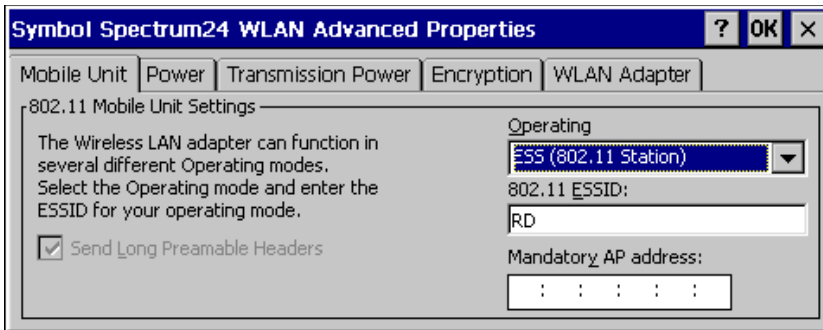 Symbol Spectrum24 WLAN Advanced Properties ? OK ×
Mobile Unit Power Transmission Power Encryption WLAN Adapter
802.11 Mobile Unit Settings
The Wireless LAN adapter can function in
several different Operating modes.
Select the Operating mode and enter the
ESSID for your operating mode.
Send Long Preamable Headers
Operating
ESS (802.11 Station)
802.11 ESSID:
RD
Mandatory AP address:
: : : : :